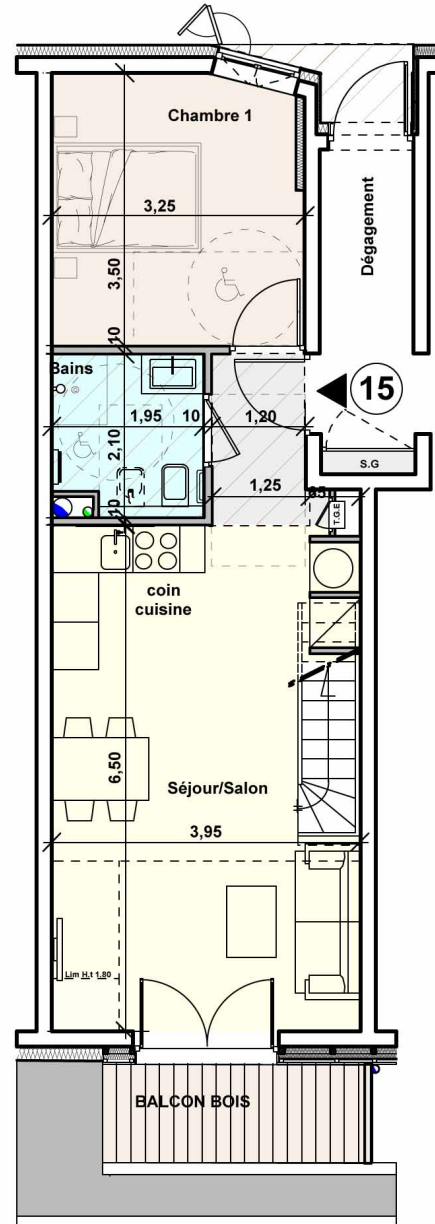 Chambre 1
3,25
3,50
Dégagement
10
Bains
1,95
10
1,20
15
2,10
S.G
1,25
65
T.G.E
10
coin
cuisine
6,50
Séjour/Salon
3,95
Lim H,t 1.80
BALCON BOIS